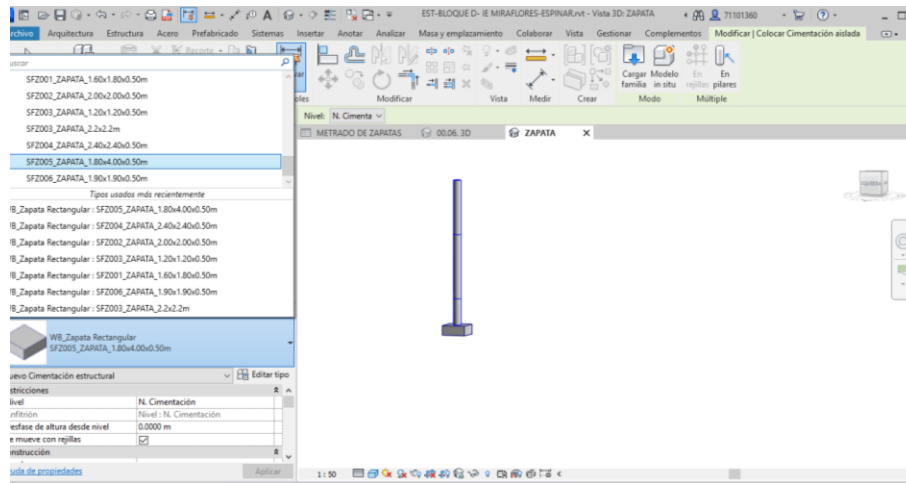 EST-BLOQUE D- IE MIRAFLORES-ESPINAR.rvt - Vista 3D: ZAPATA
71101360
rchivo Arquitectura Estructura Acero Prefabricado Sistemas Insertar Anotar Analizar Masa y emplazamiento Colaborar Vista Gestionar Complementos Modificar | Colocar Cimentación aislada
Recorte
Cargar familia
Modelo in situ
En rejillas
En pilares
Modificar Vista Medir Crear Modo Múltiple
uscar
SFZ001_ZAPATA_1.60x1.80x0.50m
SFZ002_ZAPATA_2.00x2.00x0.50m
SFZ003_ZAPATA_1.20x1.20x0.50m
SFZ003_ZAPATA_2.2x2.2m
SFZ004_ZAPATA_2.40x2.40x0.50m
SFZ005_ZAPATA_1.80x4.00x0.50m
SFZ006_ZAPATA_1.90x1.90x0.50m
Tipos usados más recientemente
B_Zapata Rectangular : SFZ005_ZAPATA_1.80x4.00x0.50m
B_Zapata Rectangular : SFZ004_ZAPATA_2.40x2.40x0.50m
B_Zapata Rectangular : SFZ002_ZAPATA_2.00x2.00x0.50m
B_Zapata Rectangular : SFZ003_ZAPATA_1.20x1.20x0.50m
B_Zapata Rectangular : SFZ001_ZAPATA_1.60x1.80x0.50m
B_Zapata Rectangular : SFZ006_ZAPATA_1.90x1.90x0.50m
B_Zapata Rectangular : SFZ003_ZAPATA_2.2x2.2m
Nivel: N. Cimenta
METRADO DE ZAPATAS 00.06. 3D ZAPATA X
WB_Zapata Rectangular
SFZ005_ZAPATA_1.80x4.00x0.50m
uevo Cimentación estructural Editar tipo
stricciones
ivel N. Cimentación
nfitrión Nivel : N. Cimentación
esfase de altura desde nivel 0.0000 m
e mueve con rejillas
nstrucción
uda de propiedades Aplicar
1 : 50